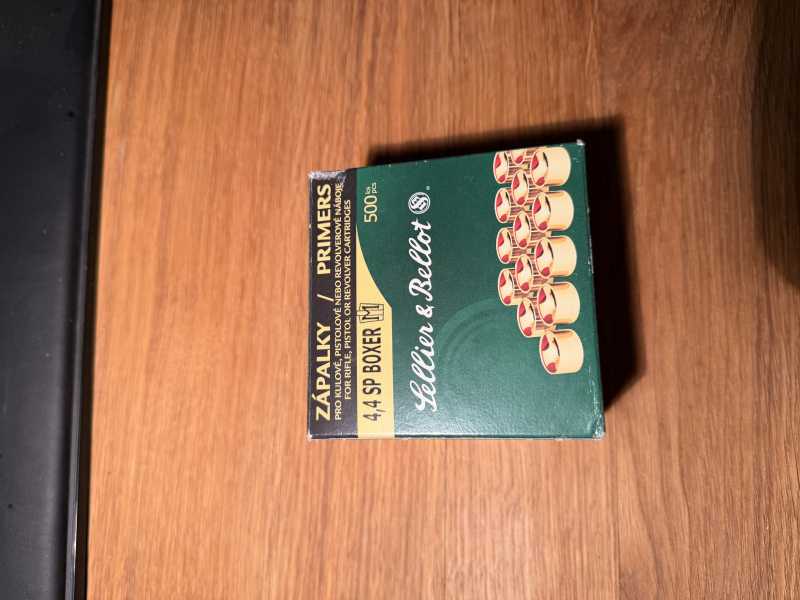 ZÁPALKY / PRIMERS
PRO KULOVÉ, PISTOLOVÉ NEBO REVOLVEROVÉ NÁBOJE
FOR RIFLE, PISTOL OR REVOLVER CARTRIDGES
4,4 SP BOXER M
500 ks
pcs
Sellier & Bellot